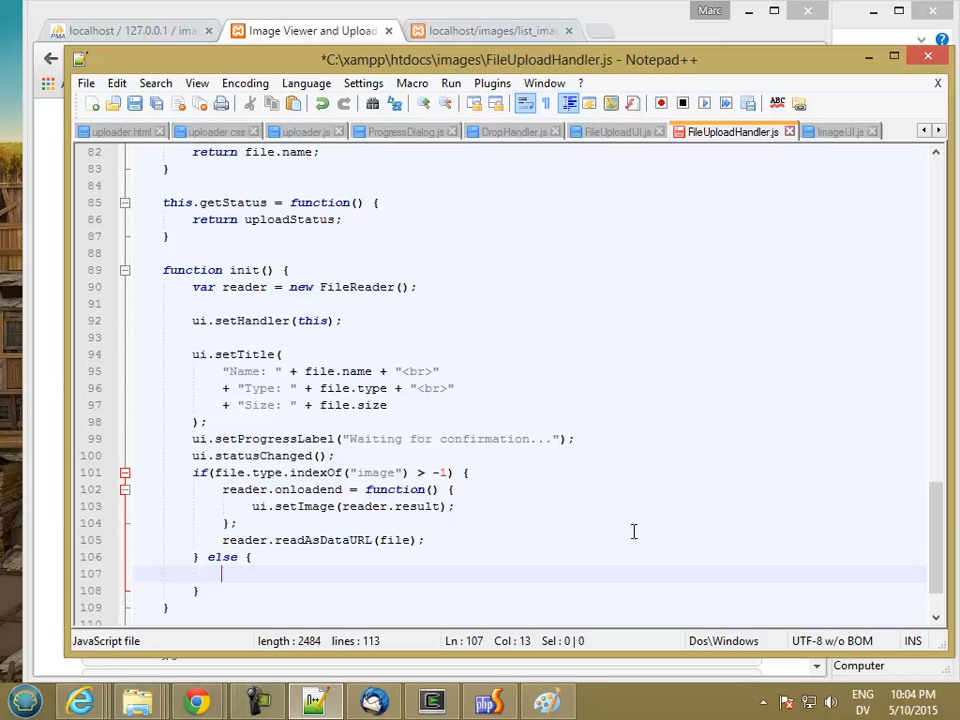 Marc
localhost / 127.0.0.1 / ima
Image Viewer and Upload
localhost/images/list_ima
*C:\xampp\htdocs\images\FileUploadHandler.js - Notepad++
File Edit Search View Encoding Language Settings Macro Run Plugins Window ? X
ABC
uploader.html
uploader.css
uploader.js
ProgressDialog.js
DropHandler.js
FileUploadUI.js
FileUploadHandler.js
ImageUI.js
82 return file.name;
83 }
84
85 this.getStatus = function() {
86 return uploadStatus;
87 }
88
89 function init() {
90 var reader = new FileReader();
91
92 ui.setHandler(this);
93
94 ui.setTitle(
95 "Name: " + file.name + "<br>"
96 + "Type: " + file.type + "<br>"
97 + "Size: " + file.size
98 );
99 ui.setProgressLabel("Waiting for confirmation...");
100 ui.statusChanged();
101 if(file.type.indexOf("image") > -1) {
102 reader.onloadend = function() {
103 ui.setImage(reader.result);
104 };
105 reader.readAsDataURL(file);
106 } else {
107
108 }
109 }
110
JavaScript file
length : 2484 lines : 113
Ln : 107 Col : 13 Sel : 0 | 0
Dos\Windows
UTF-8 w/o BOM
INS
Computer
ENG
DV
10:04 PM
5/10/2015